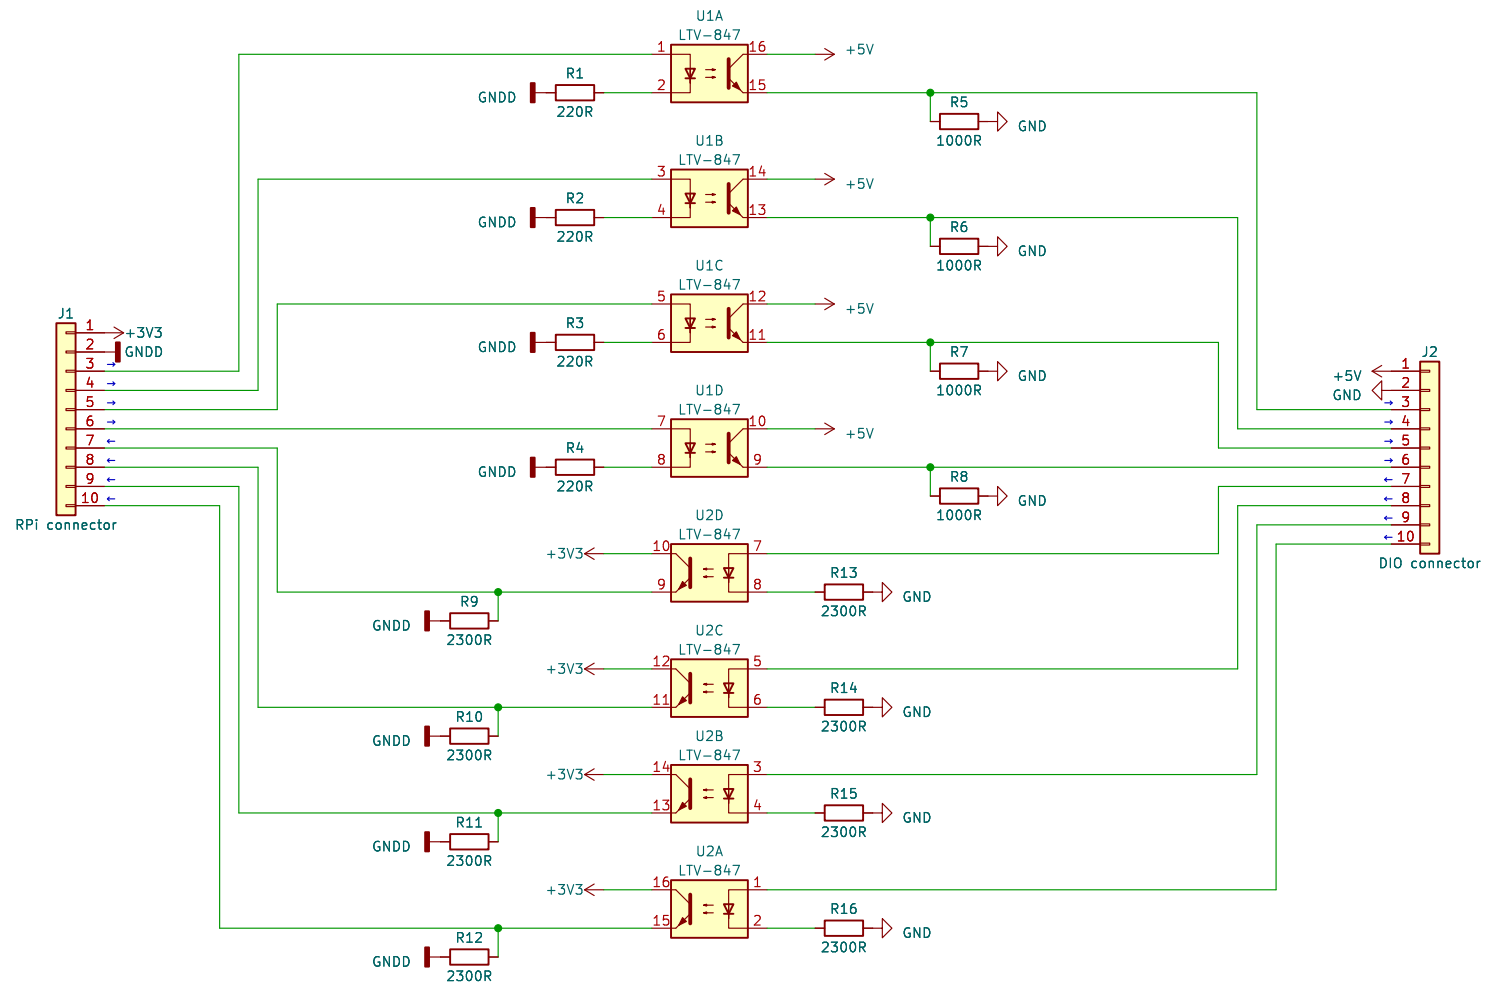 U1A
LTV-847
1 16 +5V
R1
GNDD 2 15
220R
R5
GND
1000R
U1B
LTV-847
3 14 +5V
R2
GNDD 4 13
220R
R6
GND
1000R
U1C
LTV-847
5 12 +5V
R3
GNDD 6 11
220R
R7
GND
1000R
U1D
LTV-847
7 10 +5V
R4
GNDD 8 9
220R
R8
GND
1000R
J1
1 +3V3
2 GNDD
3 →
4 →
5 →
6 →
7 ←
8 ←
9 ←
10 ←
RPi connector
J2
+5V 1
GND 2
→ 3
→ 4
→ 5
→ 6
← 7
← 8
← 9
← 10
DIO connector
U2D
LTV-847
+3V3 10 7
R13
9 8 GND
2300R
R9
GNDD
2300R
U2C
LTV-847
+3V3 12 5
R14
11 6 GND
2300R
R10
GNDD
2300R
U2B
LTV-847
+3V3 14 3
R15
13 4 GND
2300R
R11
GNDD
2300R
U2A
LTV-847
+3V3 16 1
R16
15 2 GND
2300R
R12
GNDD
2300R